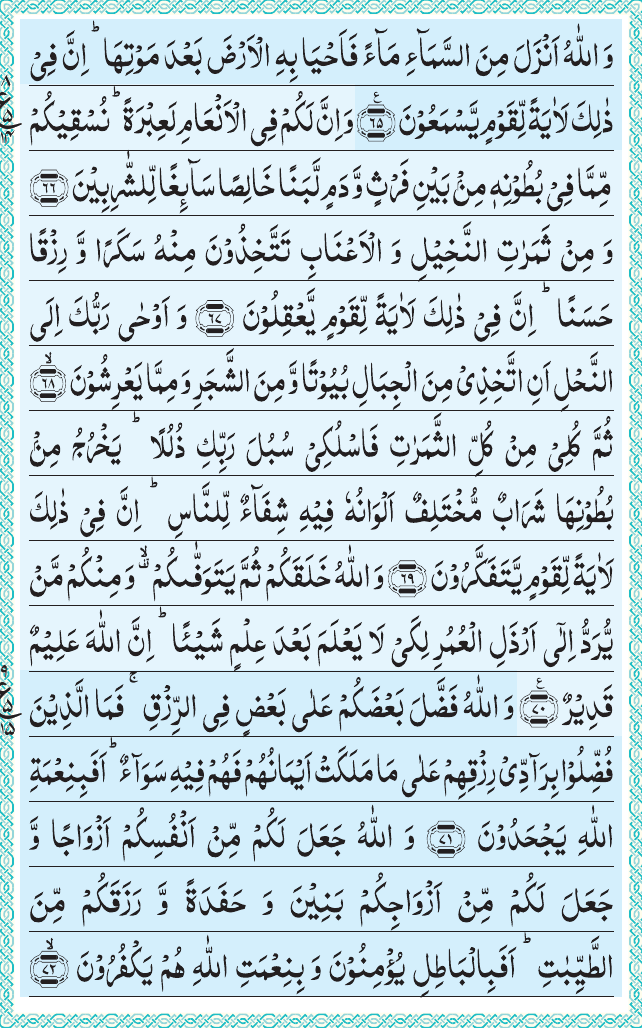 وَ اللّٰهُ اَنْزَلَ مِنَ السَّمَآءِ مَآءً فَاَحْیَا بِهِ الْاَرْضَ بَعْدَ مَوْتِهَا ؕ اِنَّ فِیْ
ذٰلِكَ لَاٰیَةً لِّقَوْمٍ یَّسْمَعُوْنَ ﴿٦٥﴾ۧ وَ اِنَّ لَكُمْ فِی الْاَنْعَامِ لَعِبْرَةً ؕ نُسْقِیْكُمْ
مِّمَّا فِیْ بُطُوْنِهٖ مِنْۢ بَیْنِ فَرْثٍ وَّ دَمٍ لَّبَنًا خَالِصًا سَآىِٕغًا لِّلشّٰرِبِیْنَ ﴿٦٦﴾
وَ مِنْ ثَمَرٰتِ النَّخِیْلِ وَ الْاَعْنَابِ تَتَّخِذُوْنَ مِنْهُ سَكَرًا وَّ رِزْقًا
حَسَنًا ؕ اِنَّ فِیْ ذٰلِكَ لَاٰیَةً لِّقَوْمٍ یَّعْقِلُوْنَ ﴿٦٧﴾ وَ اَوْحٰی رَبُّكَ اِلَی
النَّحْلِ اَنِ اتَّخِذِیْ مِنَ الْجِبَالِ بُیُوْتًا وَّ مِنَ الشَّجَرِ وَ مِمَّا یَعْرِشُوْنَ ﴿٦٨﴾ۙ
ثُمَّ كُلِیْ مِنْ كُلِّ الثَّمَرٰتِ فَاسْلُكِیْ سُبُلَ رَبِّكِ ذُلُلًا ؕ یَخْرُجُ مِنْۢ
بُطُوْنِهَا شَرَابٌ مُّخْتَلِفٌ اَلْوَانُهٗ فِیْهِ شِفَآءٌ لِّلنَّاسِ ؕ اِنَّ فِیْ ذٰلِكَ
لَاٰیَةً لِّقَوْمٍ یَّتَفَكَّرُوْنَ ﴿٦٩﴾ وَ اللّٰهُ خَلَقَكُمْ ثُمَّ یَتَوَفّٰىكُمْ ۙ۫ وَ مِنْكُمْ مَّنْ
یُّرَدُّ اِلٰۤی اَرْذَلِ الْعُمُرِ لِكَیْ لَا یَعْلَمَ بَعْدَ عِلْمٍ شَیْـًٔا ؕ اِنَّ اللّٰهَ عَلِیْمٌ
قَدِیْرٌ ﴿٧٠﴾ۧ وَ اللّٰهُ فَضَّلَ بَعْضَكُمْ عَلٰی بَعْضٍ فِی الرِّزْقِ ۚ فَمَا الَّذِیْنَ
فُضِّلُوْا بِرَآدِّیْ رِزْقِهِمْ عَلٰی مَا مَلَكَتْ اَیْمَانُهُمْ فَهُمْ فِیْهِ سَوَآءٌ ؕ اَفَبِنِعْمَةِ
اللّٰهِ یَجْحَدُوْنَ ﴿٧١﴾ وَ اللّٰهُ جَعَلَ لَكُمْ مِّنْ اَنْفُسِكُمْ اَزْوَاجًا وَّ
جَعَلَ لَكُمْ مِّنْ اَزْوَاجِكُمْ بَنِیْنَ وَ حَفَدَةً وَّ رَزَقَكُمْ مِّنَ
الطَّیِّبٰتِ ؕ اَفَبِالْبَاطِلِ یُؤْمِنُوْنَ وَ بِنِعْمَتِ اللّٰهِ هُمْ یَكْفُرُوْنَ ﴿٧٢﴾ۙ